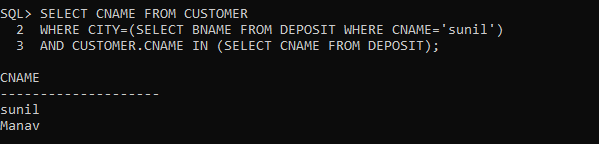 SQL> SELECT CNAME FROM CUSTOMER
  2  WHERE CITY=(SELECT BNAME FROM DEPOSIT WHERE CNAME='sunil')
  3  AND CUSTOMER.CNAME IN (SELECT CNAME FROM DEPOSIT);
CNAME
--------------------
sunil
Manav